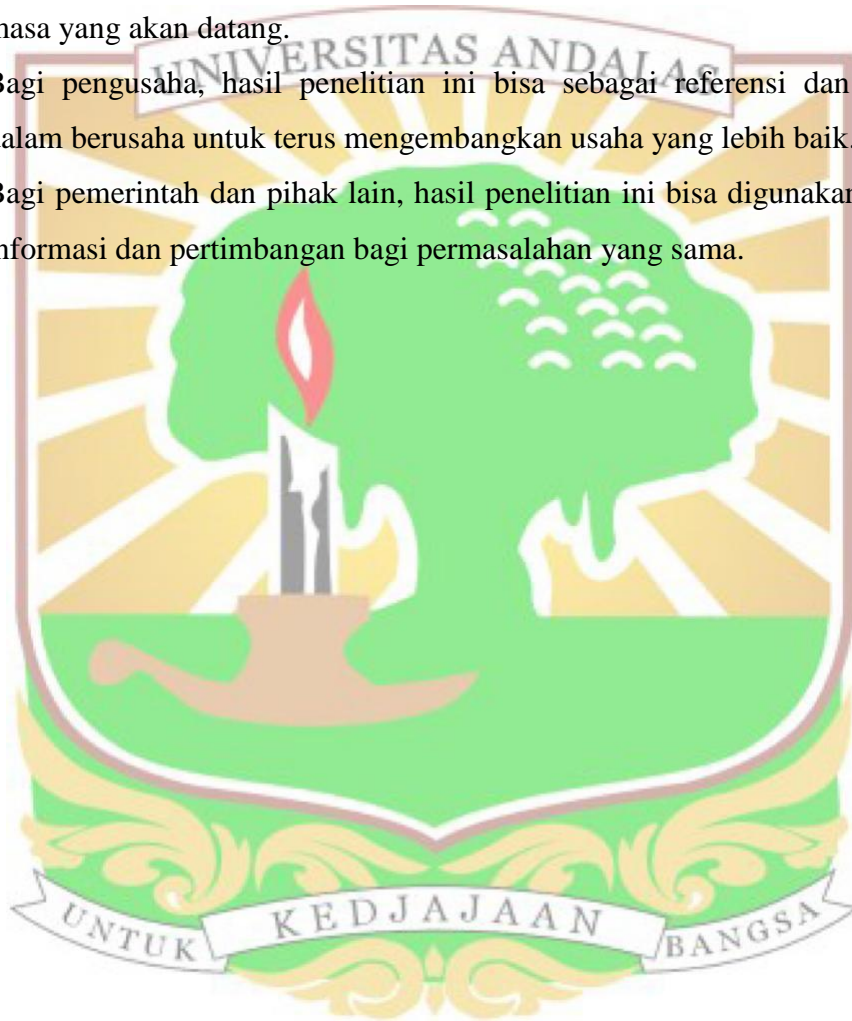 masa yang akan datang.
UNIVERSITAS ANDALAS
Bagi pengusaha, hasil penelitian ini bisa sebagai referensi dan
dalam berusaha untuk terus mengembangkan usaha yang lebih baik.
Bagi pemerintah dan pihak lain, hasil penelitian ini bisa digunakan
informasi dan pertimbangan bagi permasalahan yang sama.
UNTUK KEDJAJAAN BANGSA